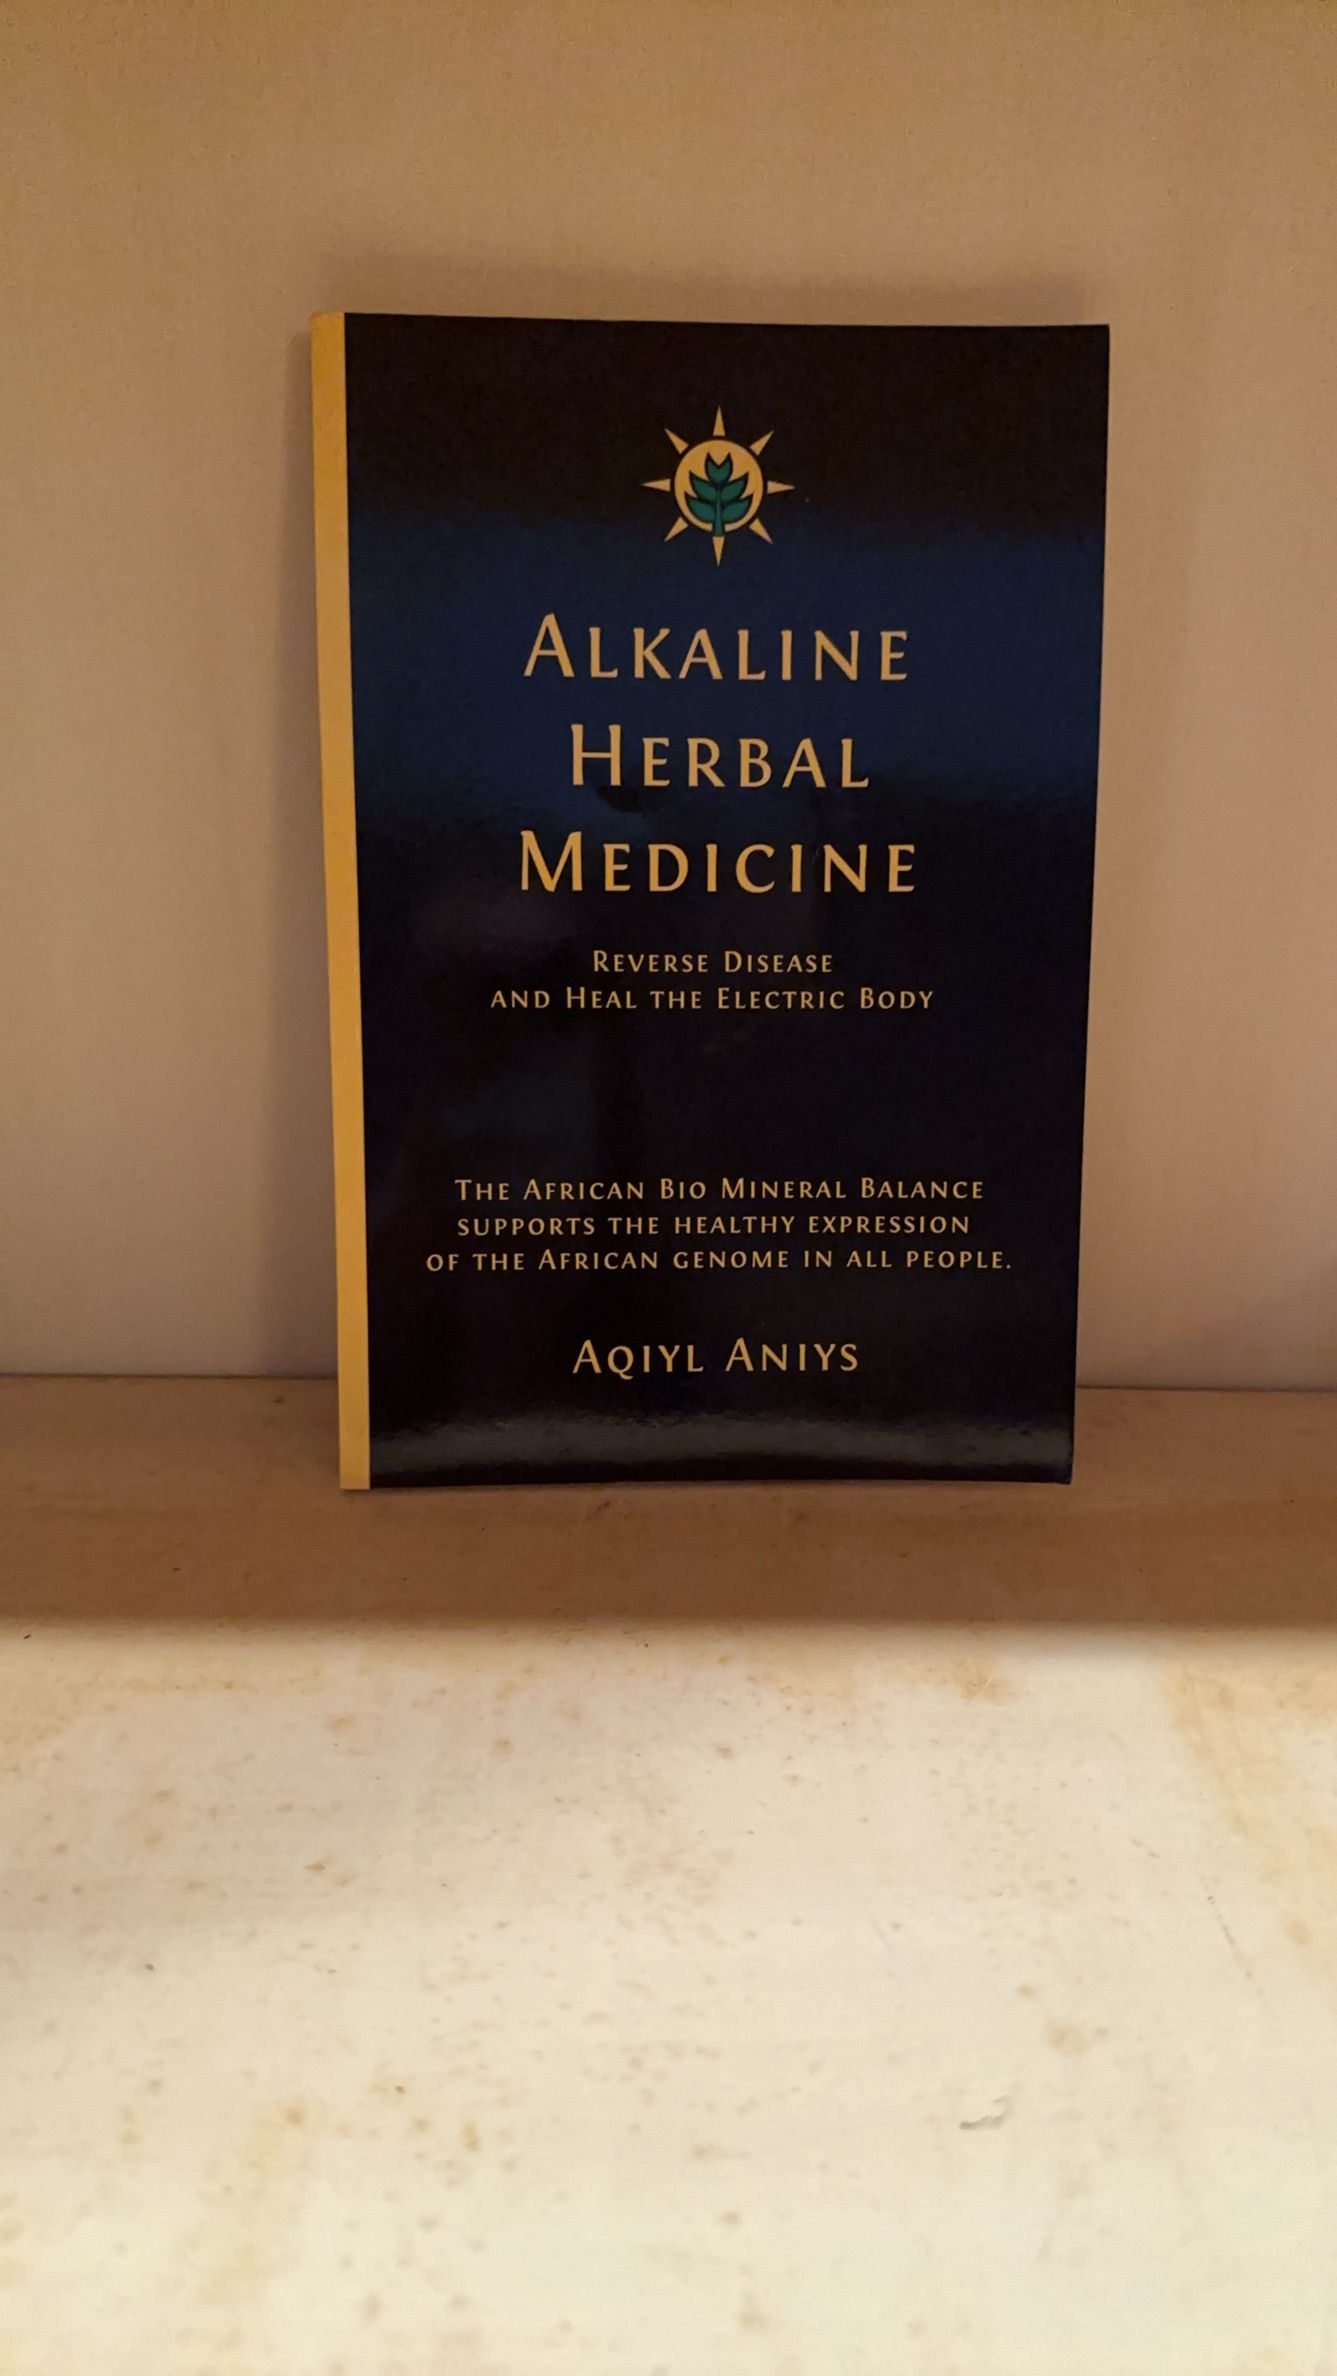 ALKALINE
HERBAL
MEDICINE
REVERSE DISEASE
AND HEAL THE ELECTRIC BODY
THE AFRICAN BIO MINERAL BALANCE
SUPPORTS THE HEALTHY EXPRESSION
OF THE AFRICAN GENOME IN ALL PEOPLE.
AQIYL ANIYS